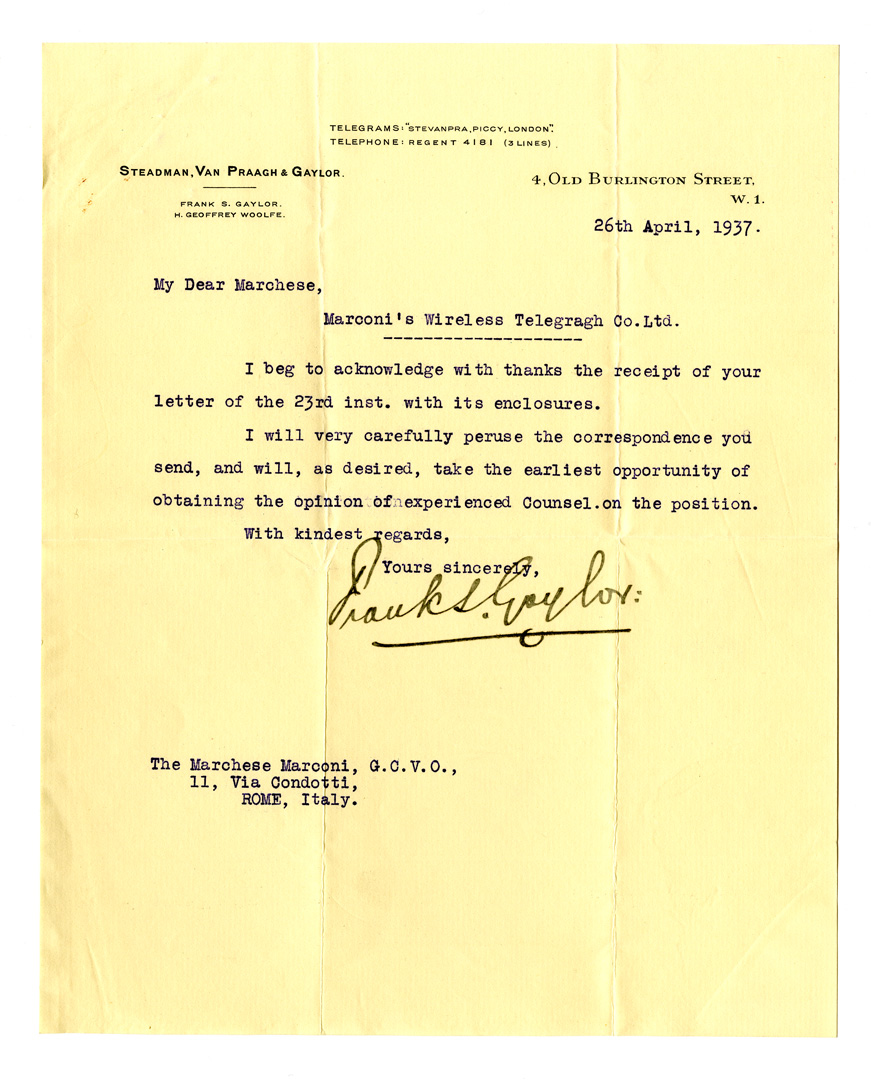 TELEGRAMS: "STEVANPRA, PICCY, LONDON".
TELEPHONE: REGENT 4181 (3 LINES).
STEADMAN, VAN PRAAGH & GAYLOR.
FRANK S. GAYLOR.
H. GEOFFREY WOOLFE.
4, OLD BURLINGTON STREET,
W. 1.
26th April, 1937.
My Dear Marchese,
Marconi's Wireless Telegragh Co.Ltd.
--------------------
I beg to acknowledge with thanks the receipt of your
letter of the 23rd inst. with its enclosures.
I will very carefully peruse the correspondence you
send, and will, as desired, take the earliest opportunity of
obtaining the opinion of experienced Counsel.on the position.
With kindest regards,
Yours sincerely,
Frank S. Gaylor:
The Marchese Marconi, G.C.V.O.,
11, Via Condotti,
ROME, Italy.